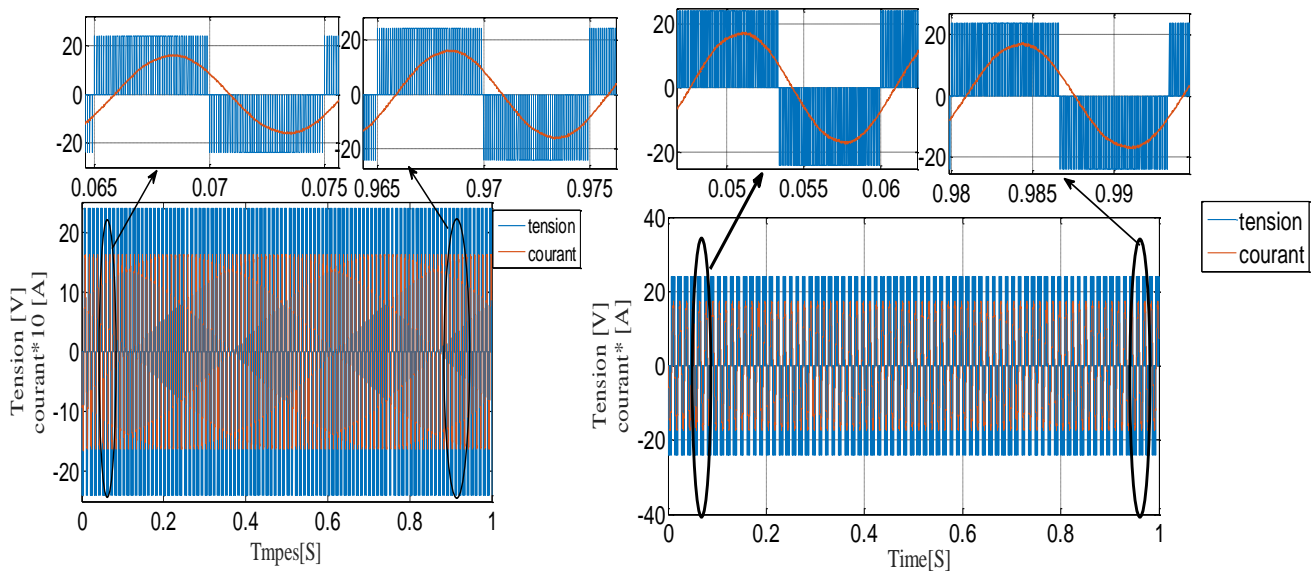 20
0
-20
0.065 0.07 0.075
20
0
-20
0.965 0.97 0.975
20
0
-20
0.05 0.055 0.06
20
0
-20
0.98 0.985 0.99
Tension [V]
courant* 10 [A]
20
10
0
-10
-20
0 0.2 0.4 0.6 0.8 1
Tmpes[S]
tension
courant
Tension [V]
courant* [A]
40
20
0
-20
-40
0 0.2 0.4 0.6 0.8 1
Time[S]
tension
courant